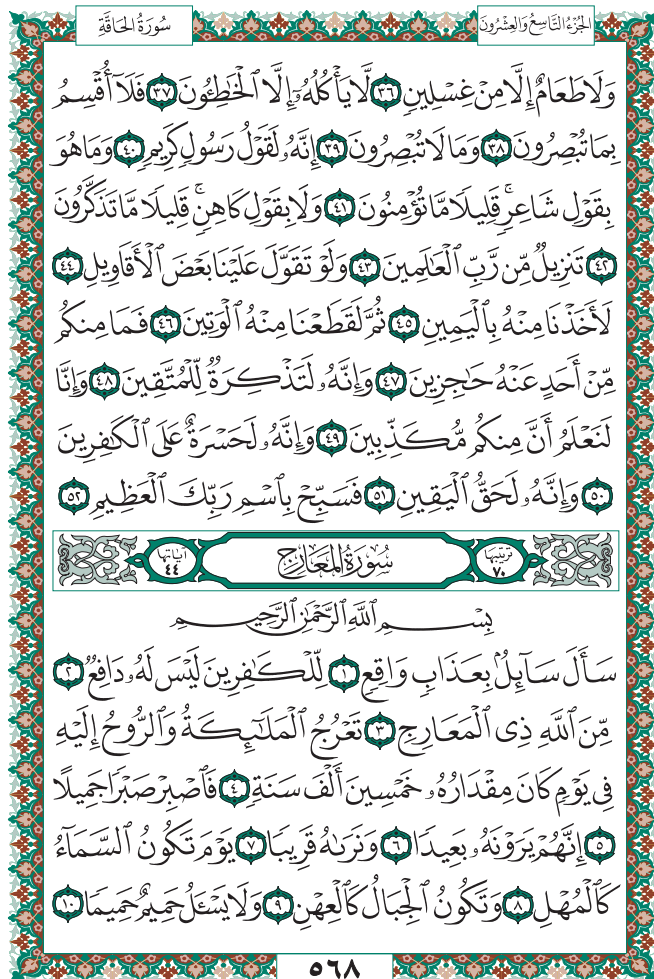 الجُزْءُ التَّاسِعُ وَالعِشْرُونَ
سُورَةُ الحَاقَّةِ
وَلَا طَعَامٌ إِلَّا مِنْ غِسْلِينٍ ٣٦ لَّا يَأْكُلُهُۥٓ إِلَّا ٱلْخَـٰطِـُٔونَ ٣٧ فَلَآ أُقْسِمُ
بِمَا تُبْصِرُونَ ٣٨ وَمَا لَا تُبْصِرُونَ ٣٩ إِنَّهُۥ لَقَوْلُ رَسُولٍ كَرِيمٍ ٤٠ وَمَا هُوَ
بِقَوْلِ شَاعِرٍ ۚ قَلِيلًا مَّا تُؤْمِنُونَ ٤١ وَلَا بِقَوْلِ كَاهِنٍ ۚ قَلِيلًا مَّا تَذَكَّرُونَ
٤٢ تَنزِيلٌ مِّن رَّبِّ ٱلْعَـٰلَمِينَ ٤٣ وَلَوْ تَقَوَّلَ عَلَيْنَا بَعْضَ ٱلْأَقَاوِيلِ ٤٤
لَأَخَذْنَا مِنْهُ بِٱلْيَمِينِ ٤٥ ثُمَّ لَقَطَعْنَا مِنْهُ ٱلْوَتِينَ ٤٦ فَمَا مِنكُم
مِّنْ أَحَدٍ عَنْهُ حَـٰجِزِينَ ٤٧ وَإِنَّهُۥ لَتَذْكِرَةٌ لِّلْمُتَّقِينَ ٤٨ وَإِنَّا
لَنَعْلَمُ أَنَّ مِنكُم مُّكَذِّبِينَ ٤٩ وَإِنَّهُۥ لَحَسْرَةٌ عَلَى ٱلْكَـٰفِرِينَ
٥٠ وَإِنَّهُۥ لَحَقُّ ٱلْيَقِينِ ٥١ فَسَبِّحْ بِٱسْمِ رَبِّكَ ٱلْعَظِيمِ ٥٢
ترتيبها ٧٠ سُورَةُ المَعَارِجِ آياتها ٤٤
بِسْمِ ٱللَّهِ ٱلرَّحْمَـٰنِ ٱلرَّحِيمِ
سَأَلَ سَآئِلٌۢ بِعَذَابٍ وَاقِعٍ ١ لِّلْكَـٰفِرِينَ لَيْسَ لَهُۥ دَافِعٌ ٢
مِّنَ ٱللَّهِ ذِى ٱلْمَعَارِجِ ٣ تَعْرُجُ ٱلْمَلَـٰٓئِكَةُ وَٱلرُّوحُ إِلَيْهِ
فِى يَوْمٍ كَانَ مِقْدَارُهُۥ خَمْسِينَ أَلْفَ سَنَةٍ ٤ فَٱصْبِرْ صَبْرًا جَمِيلًا
٥ إِنَّهُمْ يَرَوْنَهُۥ بَعِيدًا ٦ وَنَرَىٰهُ قَرِيبًا ٧ يَوْمَ تَكُونُ ٱلسَّمَآءُ
كَٱلْمُهْلِ ٨ وَتَكُونُ ٱلْجِبَالُ كَٱلْعِهْنِ ٩ وَلَا يَسْـَٔلُ حَمِيمٌ حَمِيمًا ١٠
٥٦٨